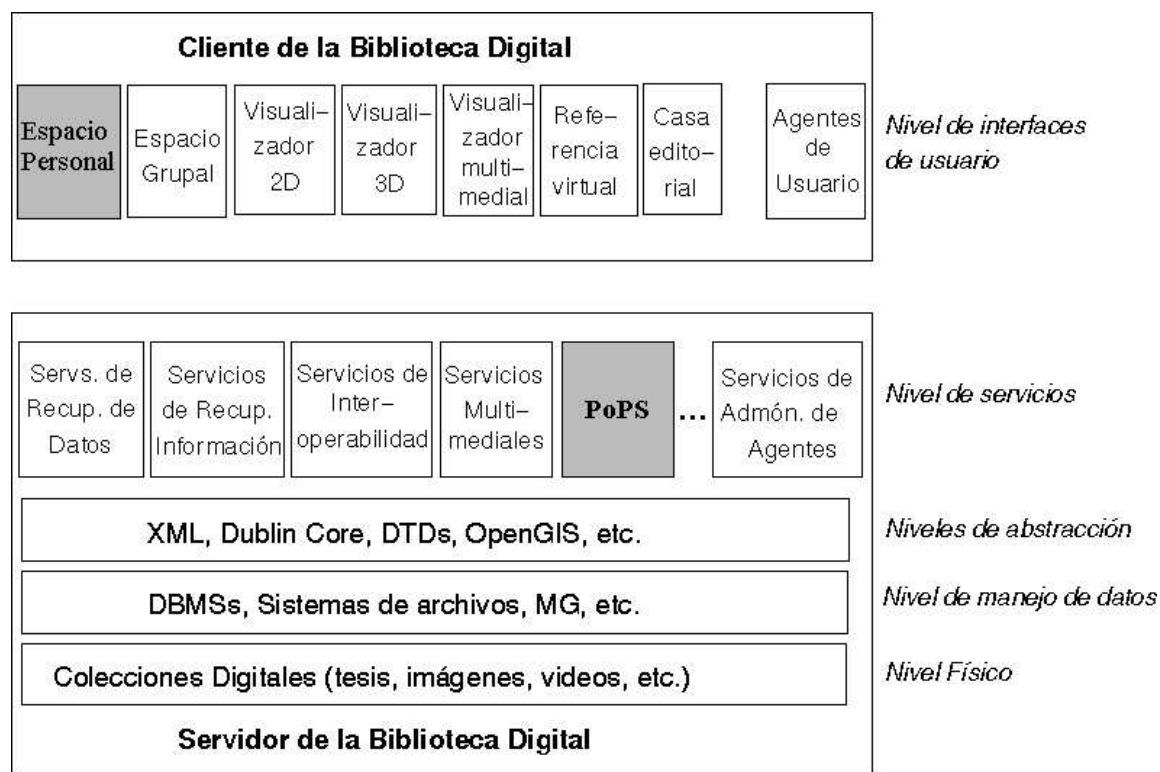 Cliente de la Biblioteca Digital
Espacio
Personal
Espacio
Grupal
Visuali–
zador
2D
Visuali–
zador
3D
Visuali–
zador
multi–
medial
Refe–
rencia
virtual
Casa
edito–
rial
Agentes
de
Usuario
Nivel de interfaces
de usuario
Servs. de
Recup. de
Datos
Servicios
de Recup.
Información
Servicios de
Inter–
operabilidad
Servicios
Multi–
mediales
PoPS
...
Servicios de
Admón. de
Agentes
Nivel de servicios
XML, Dublin Core, DTDs, OpenGIS, etc.
Niveles de abstracción
DBMSs, Sistemas de archivos, MG, etc.
Nivel de manejo de datos
Colecciones Digitales (tesis, imágenes, videos, etc.)
Nivel Físico
Servidor de la Biblioteca Digital